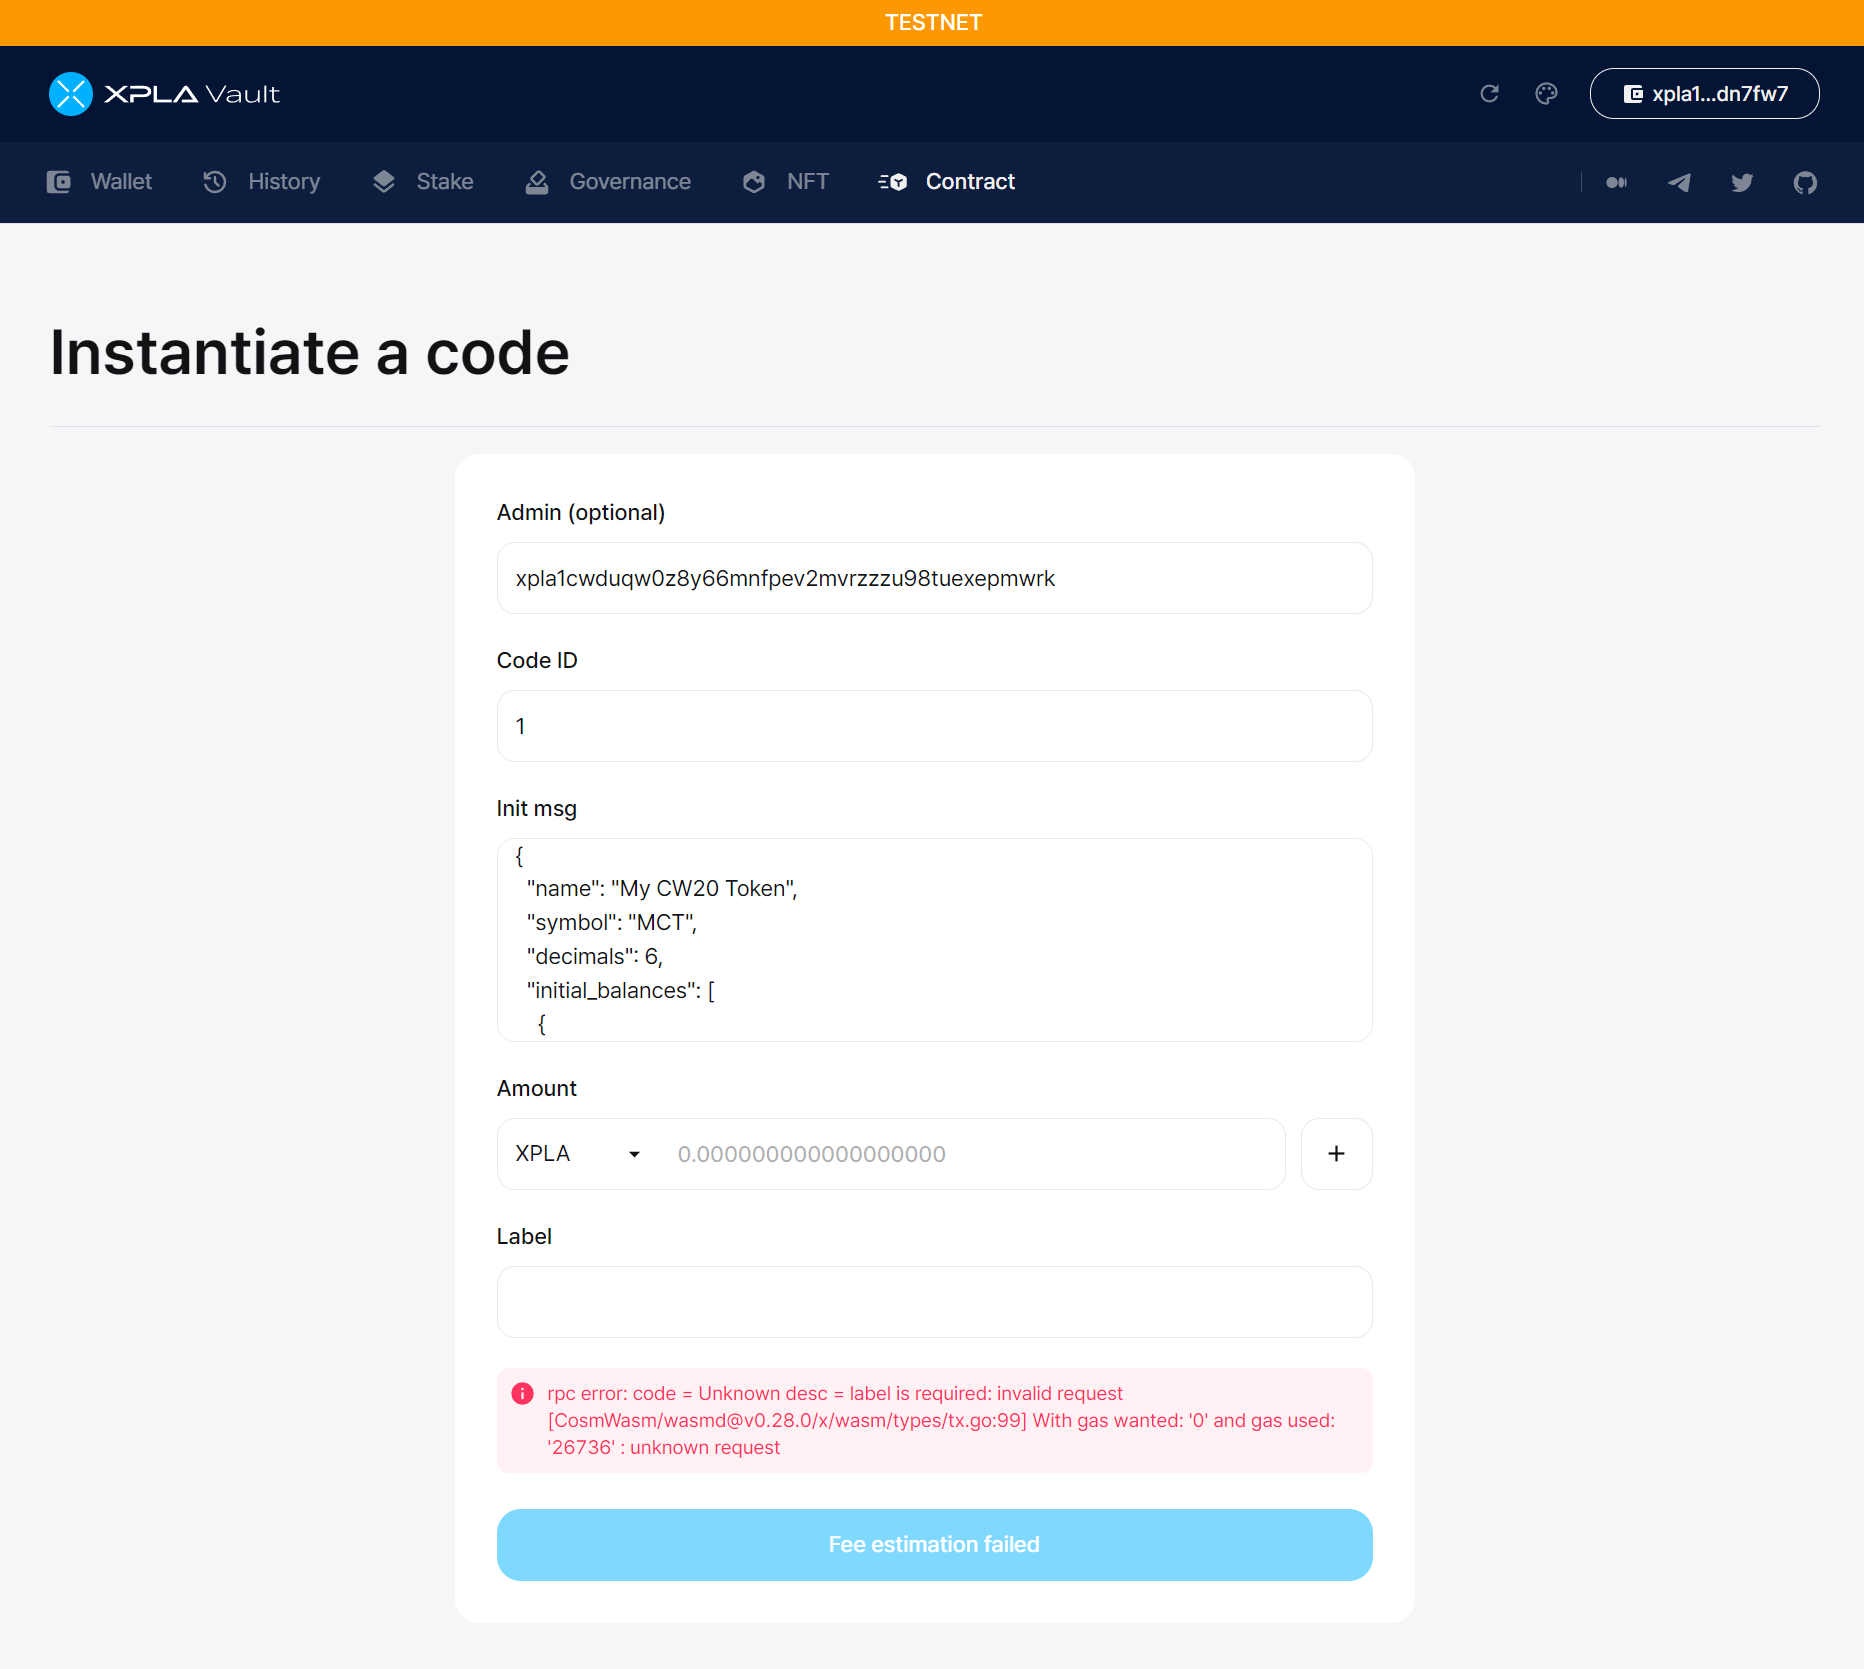 TESTNET
XPLA Vault
xpla1...dn7fw7
Wallet History Stake Governance NFT Contract
Instantiate a code
Admin (optional)
xpla1cwduqw0z8y66mnfpev2mvrzzzu98tuexepmwrk
Code ID
1
Init msg
{
"name": "My CW20 Token",
"symbol": "MCT",
"decimals": 6,
"initial_balances": [
{
Amount
XPLA 0.000000000000000000 +
Label
rpc error: code = Unknown desc = label is required: invalid request
[CosmWasm/wasmd@v0.28.0/x/wasm/types/tx.go:99] With gas wanted: '0' and gas used:
'26736' : unknown request
Fee estimation failed